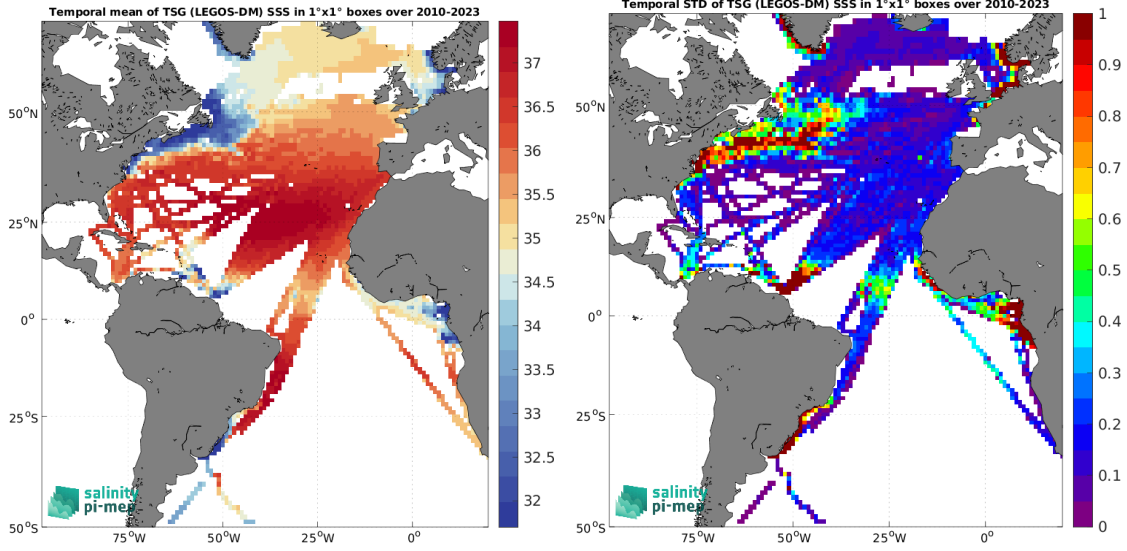 Temporal mean of TSG (LEGOS-DM) SSS in 1°x1° boxes over 2010-2023
50°N
25°N
0°
25°S
50°S
75°W
50°W
25°W
0°
37
36.5
36
35.5
35
34.5
34
33.5
33
32.5
32
salinity
pi-mep
Temporal STD of TSG (LEGOS-DM) SSS in 1°x1° boxes over 2010-2023
50°N
25°N
0°
25°S
50°S
75°W
50°W
25°W
0°
1
0.9
0.8
0.7
0.6
0.5
0.4
0.3
0.2
0.1
0
salinity
pi-mep